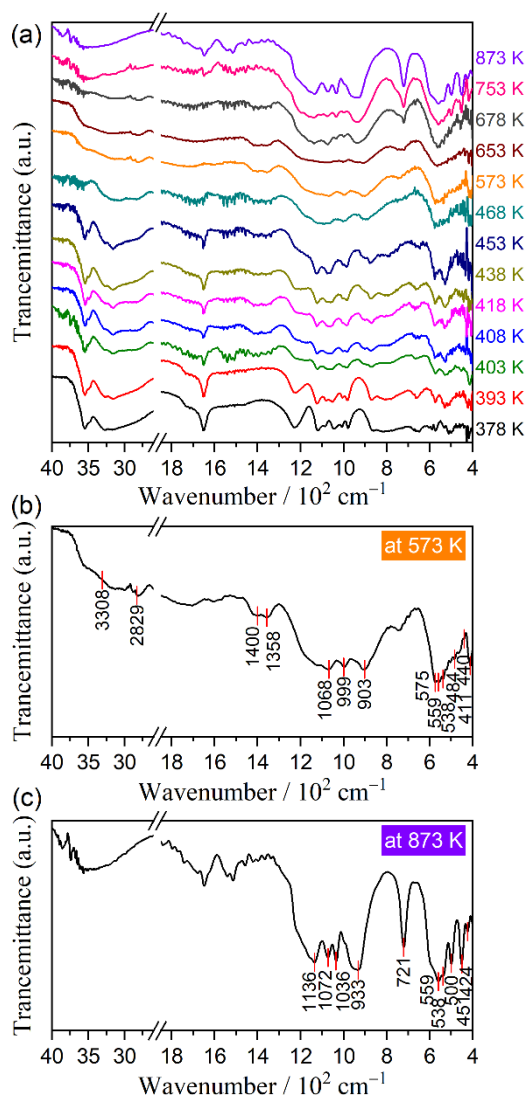 (a)
Trancemittance (a.u.)
873 K
753 K
678 K
653 K
573 K
468 K
453 K
438 K
418 K
408 K
403 K
393 K
378 K
40 35 30 18 16 14 12 10 8 6 4
Wavenumber / 10² cm⁻¹
(b)
at 573 K
Trancemittance (a.u.)
3308 2829 1400 1358 1068 999 903 575 559 538 484 440 411
40 35 30 18 16 14 12 10 8 6 4
Wavenumber / 10² cm⁻¹
(c)
at 873 K
Trancemittance (a.u.)
1136 1072 1036 933 721 559 538 500 451 424
40 35 30 18 16 14 12 10 8 6 4
Wavenumber / 10² cm⁻¹